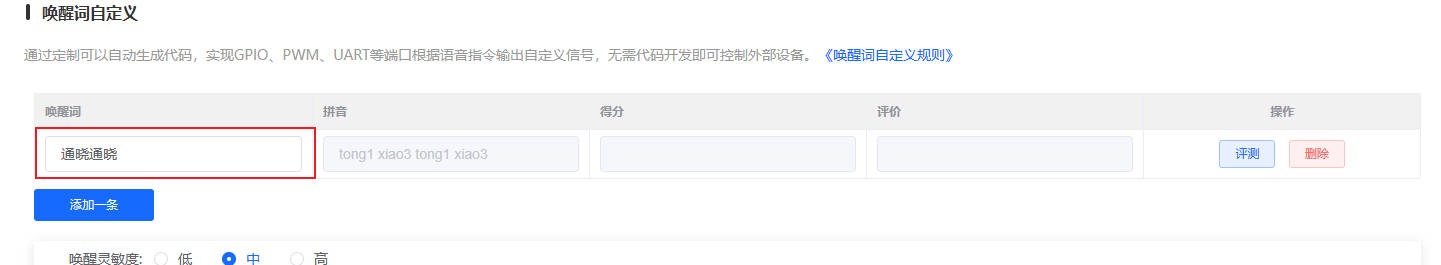 唤醒词自定义
通过定制可以自动生成代码，实现GPIO、PWM、UART等端口根据语音指令输出自定义信号，无需代码开发即可控制外部设备。《唤醒词自定义规则》
唤醒词 拼音 得分 评价 操作
通晓通晓 tong1 xiao3 tong1 xiao3 评测 删除
添加一条
唤醒灵敏度: 低 中 高